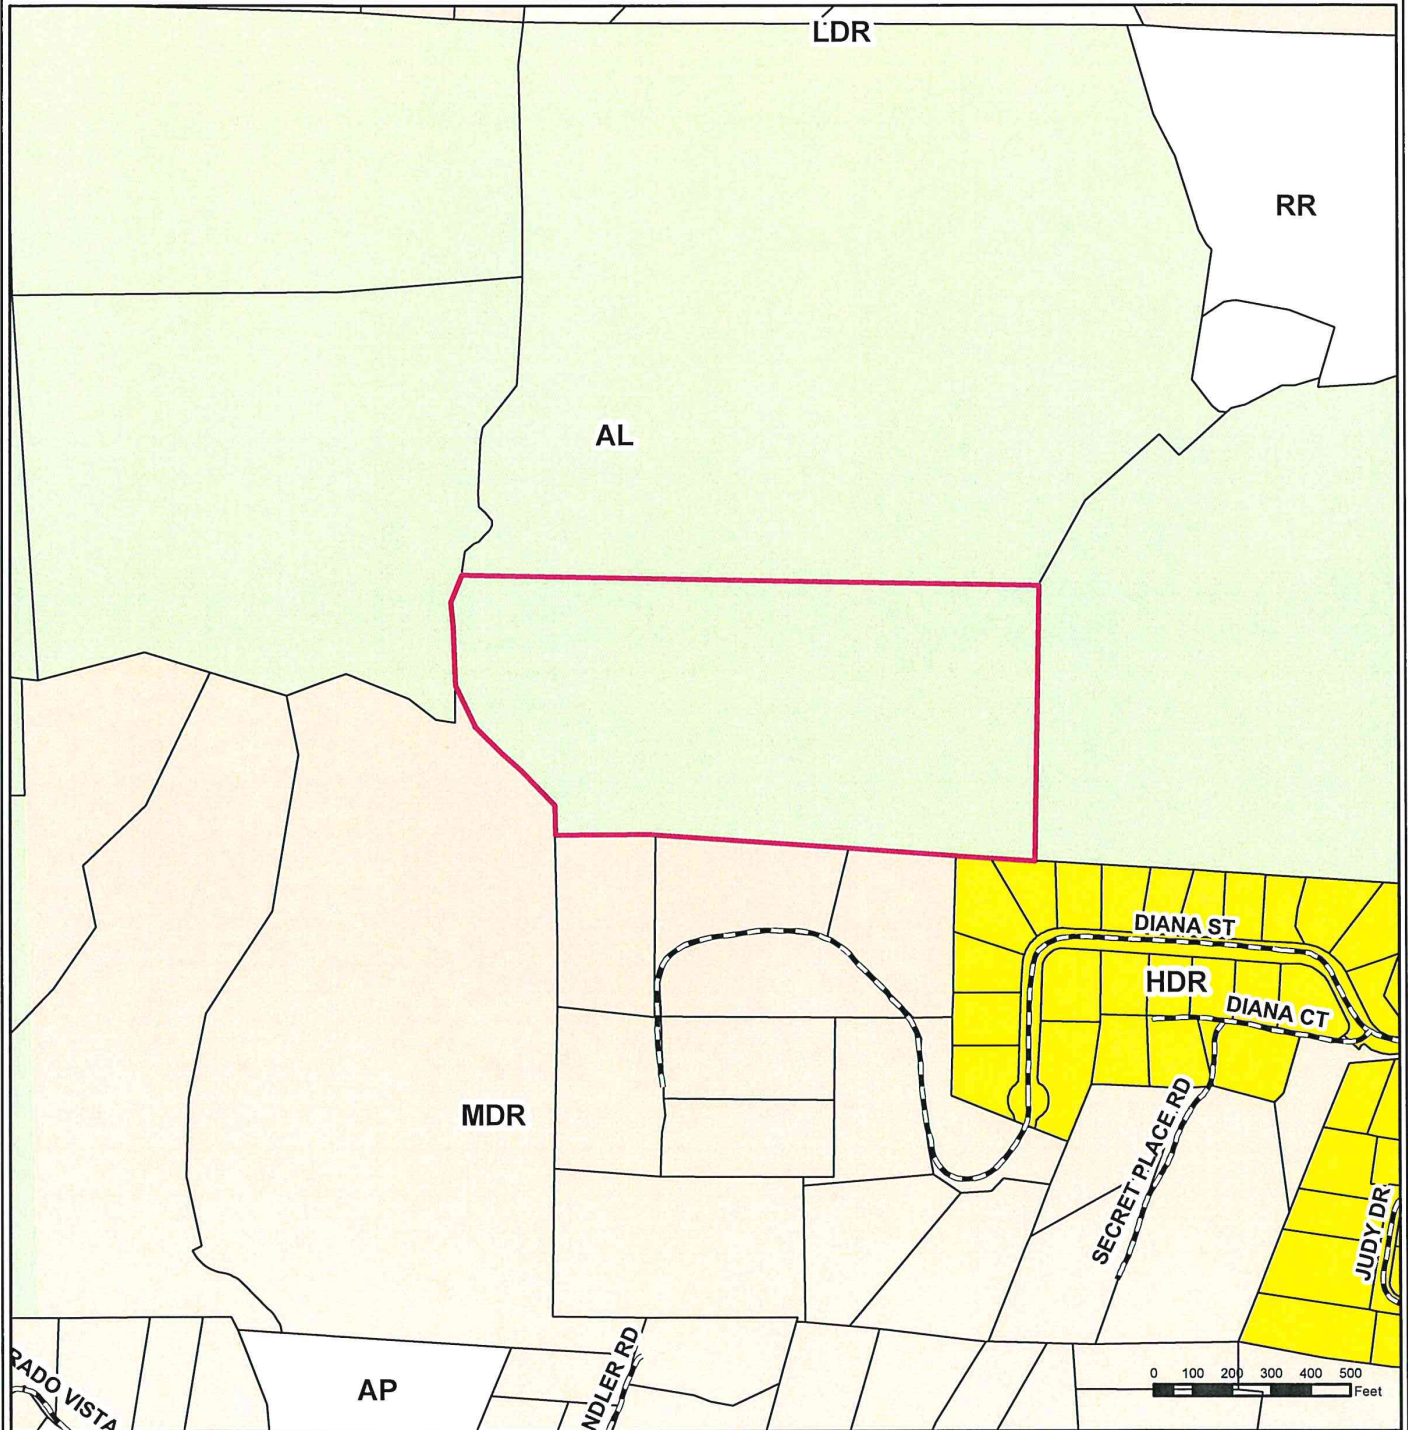 LDR
RR
AL
DIANA ST
HDR
DIANA CT
MDR
SECRET PLACE RD
JUDY DR
RADO VISTA
AP
NDLER RD
0 100 200 300 400 500
Feet